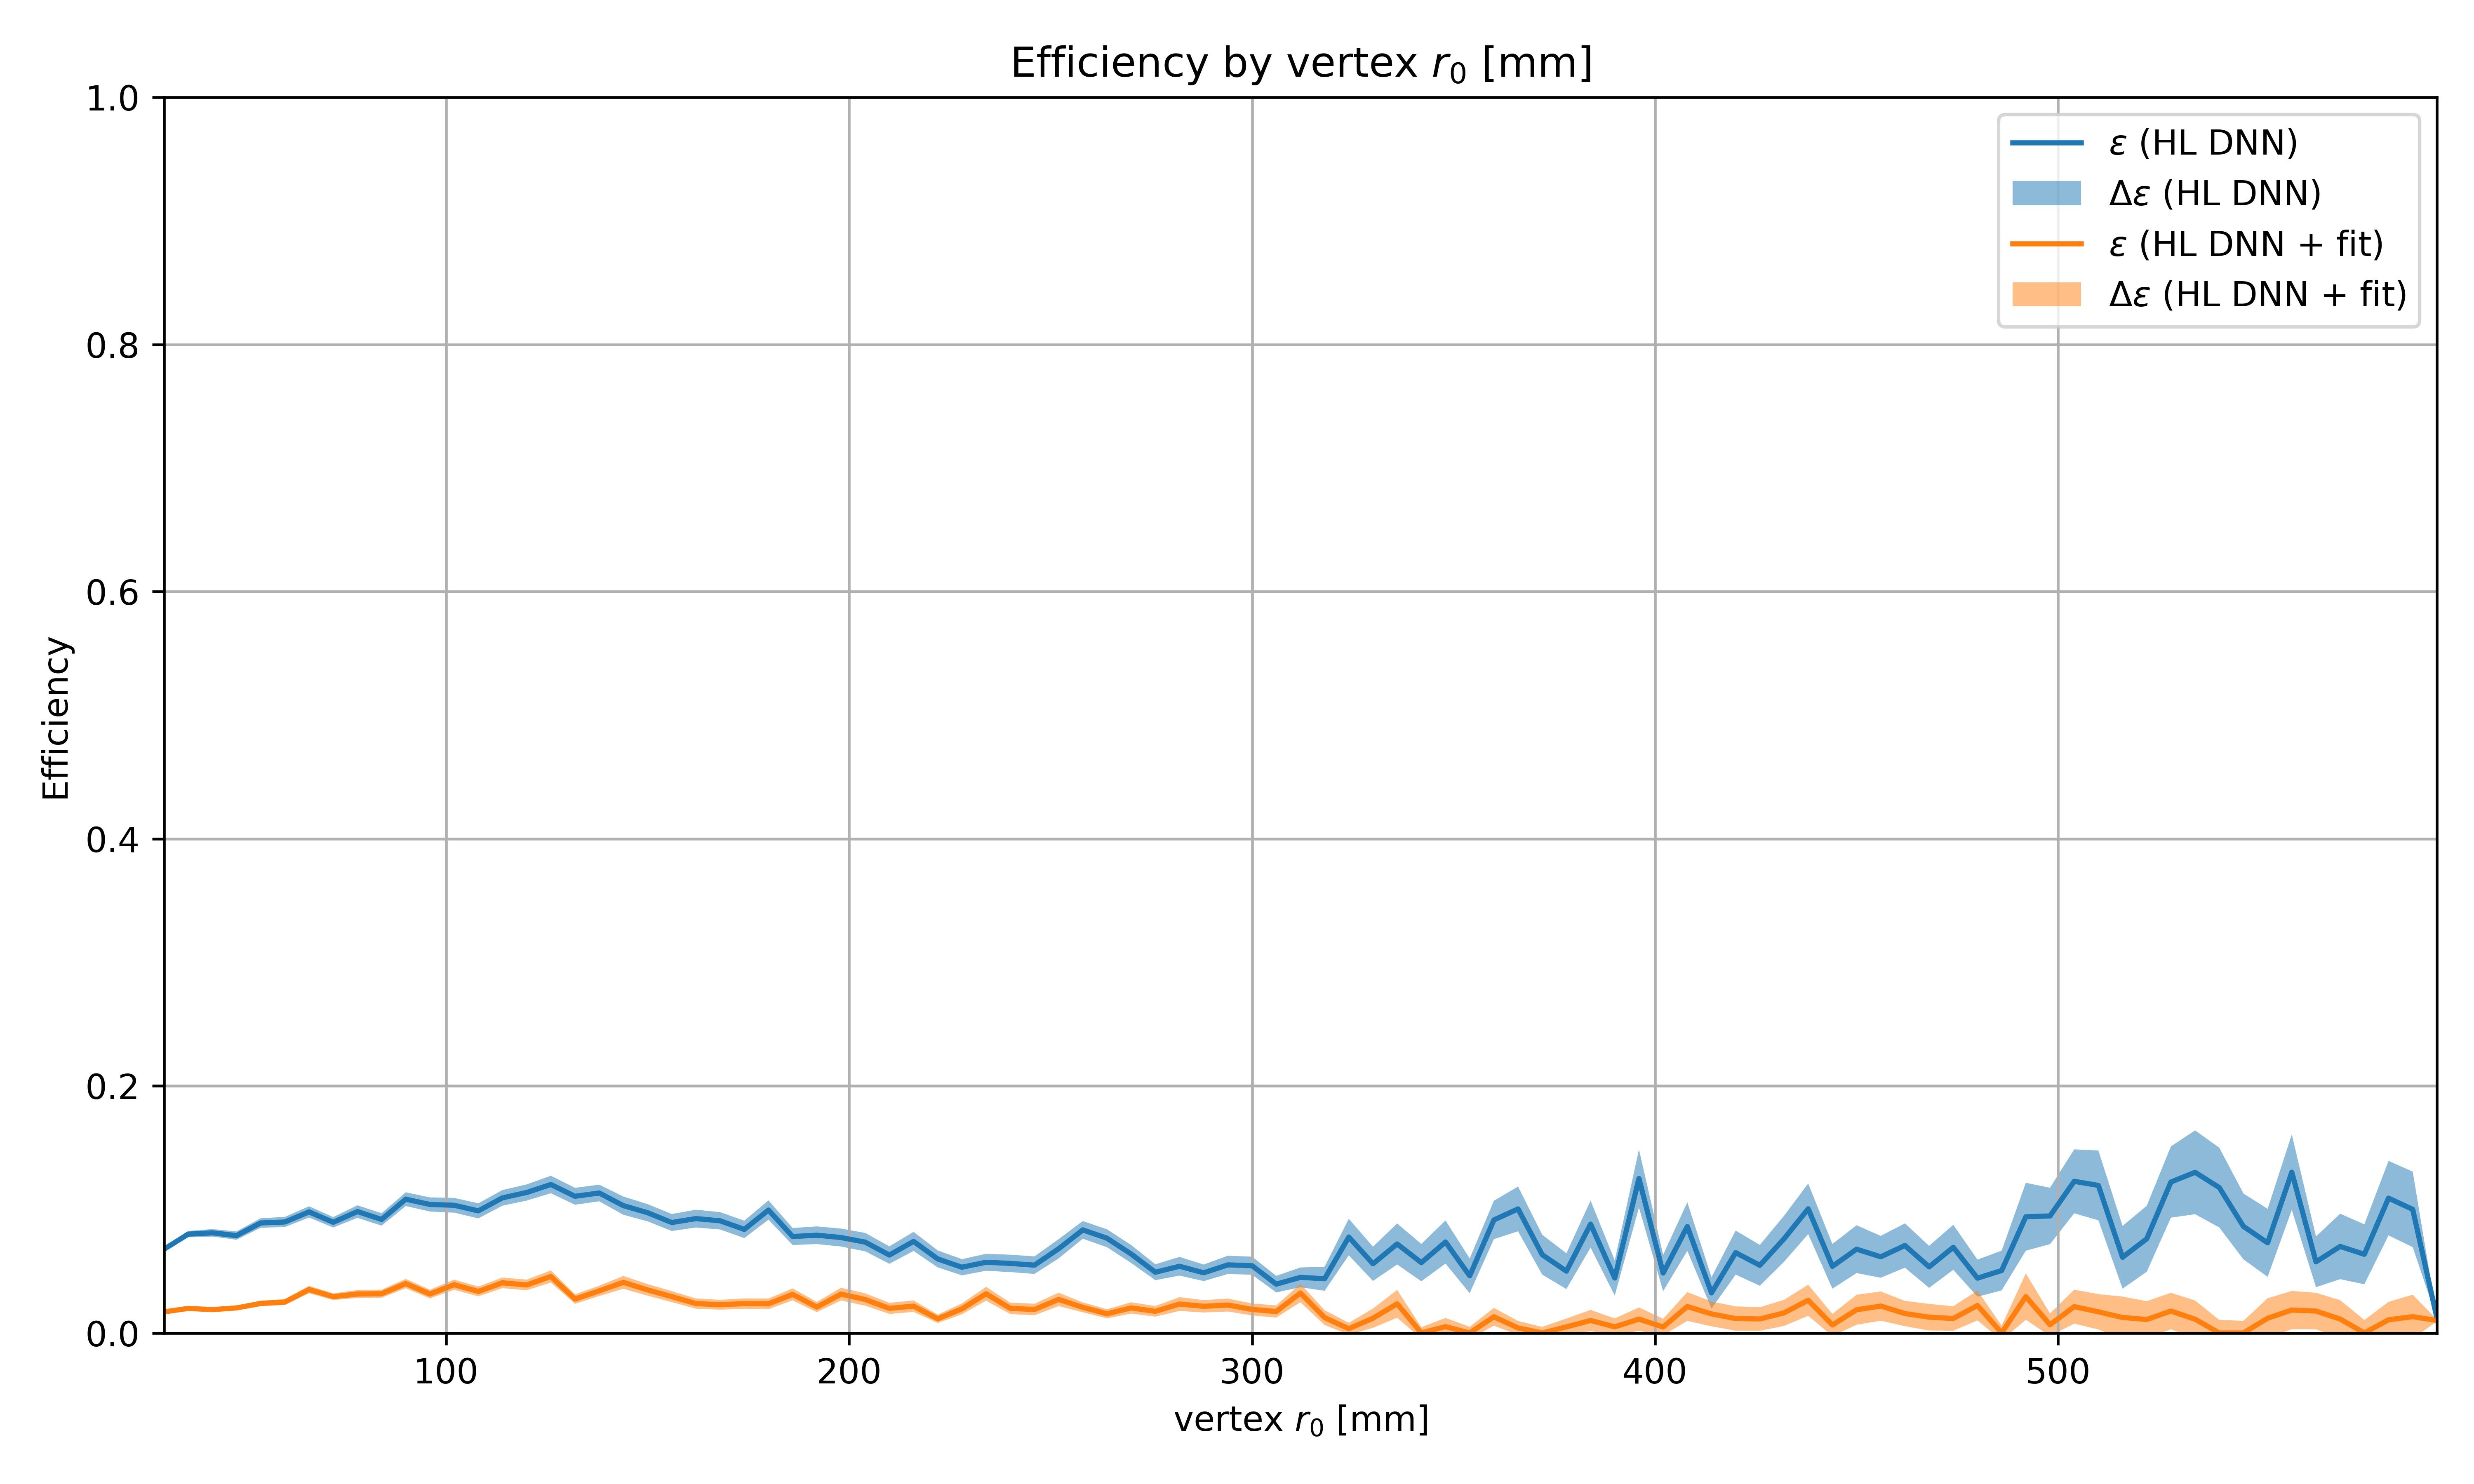 Efficiency by vertex r₀ [mm]
1.0
0.8
0.6
0.4
0.2
0.0
Efficiency
100
200
300
400
500
vertex r₀ [mm]
ε (HL DNN)
Δε (HL DNN)
ε (HL DNN + fit)
Δε (HL DNN + fit)